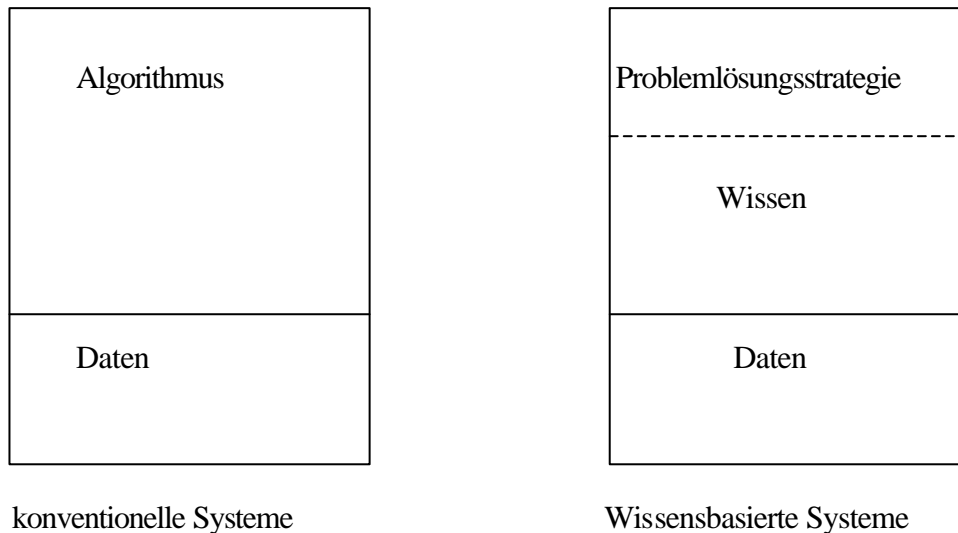 Algorithmus
Daten
konventionelle Systeme
Problemlösungsstrategie
Wissen
Daten
Wissensbasierte Systeme